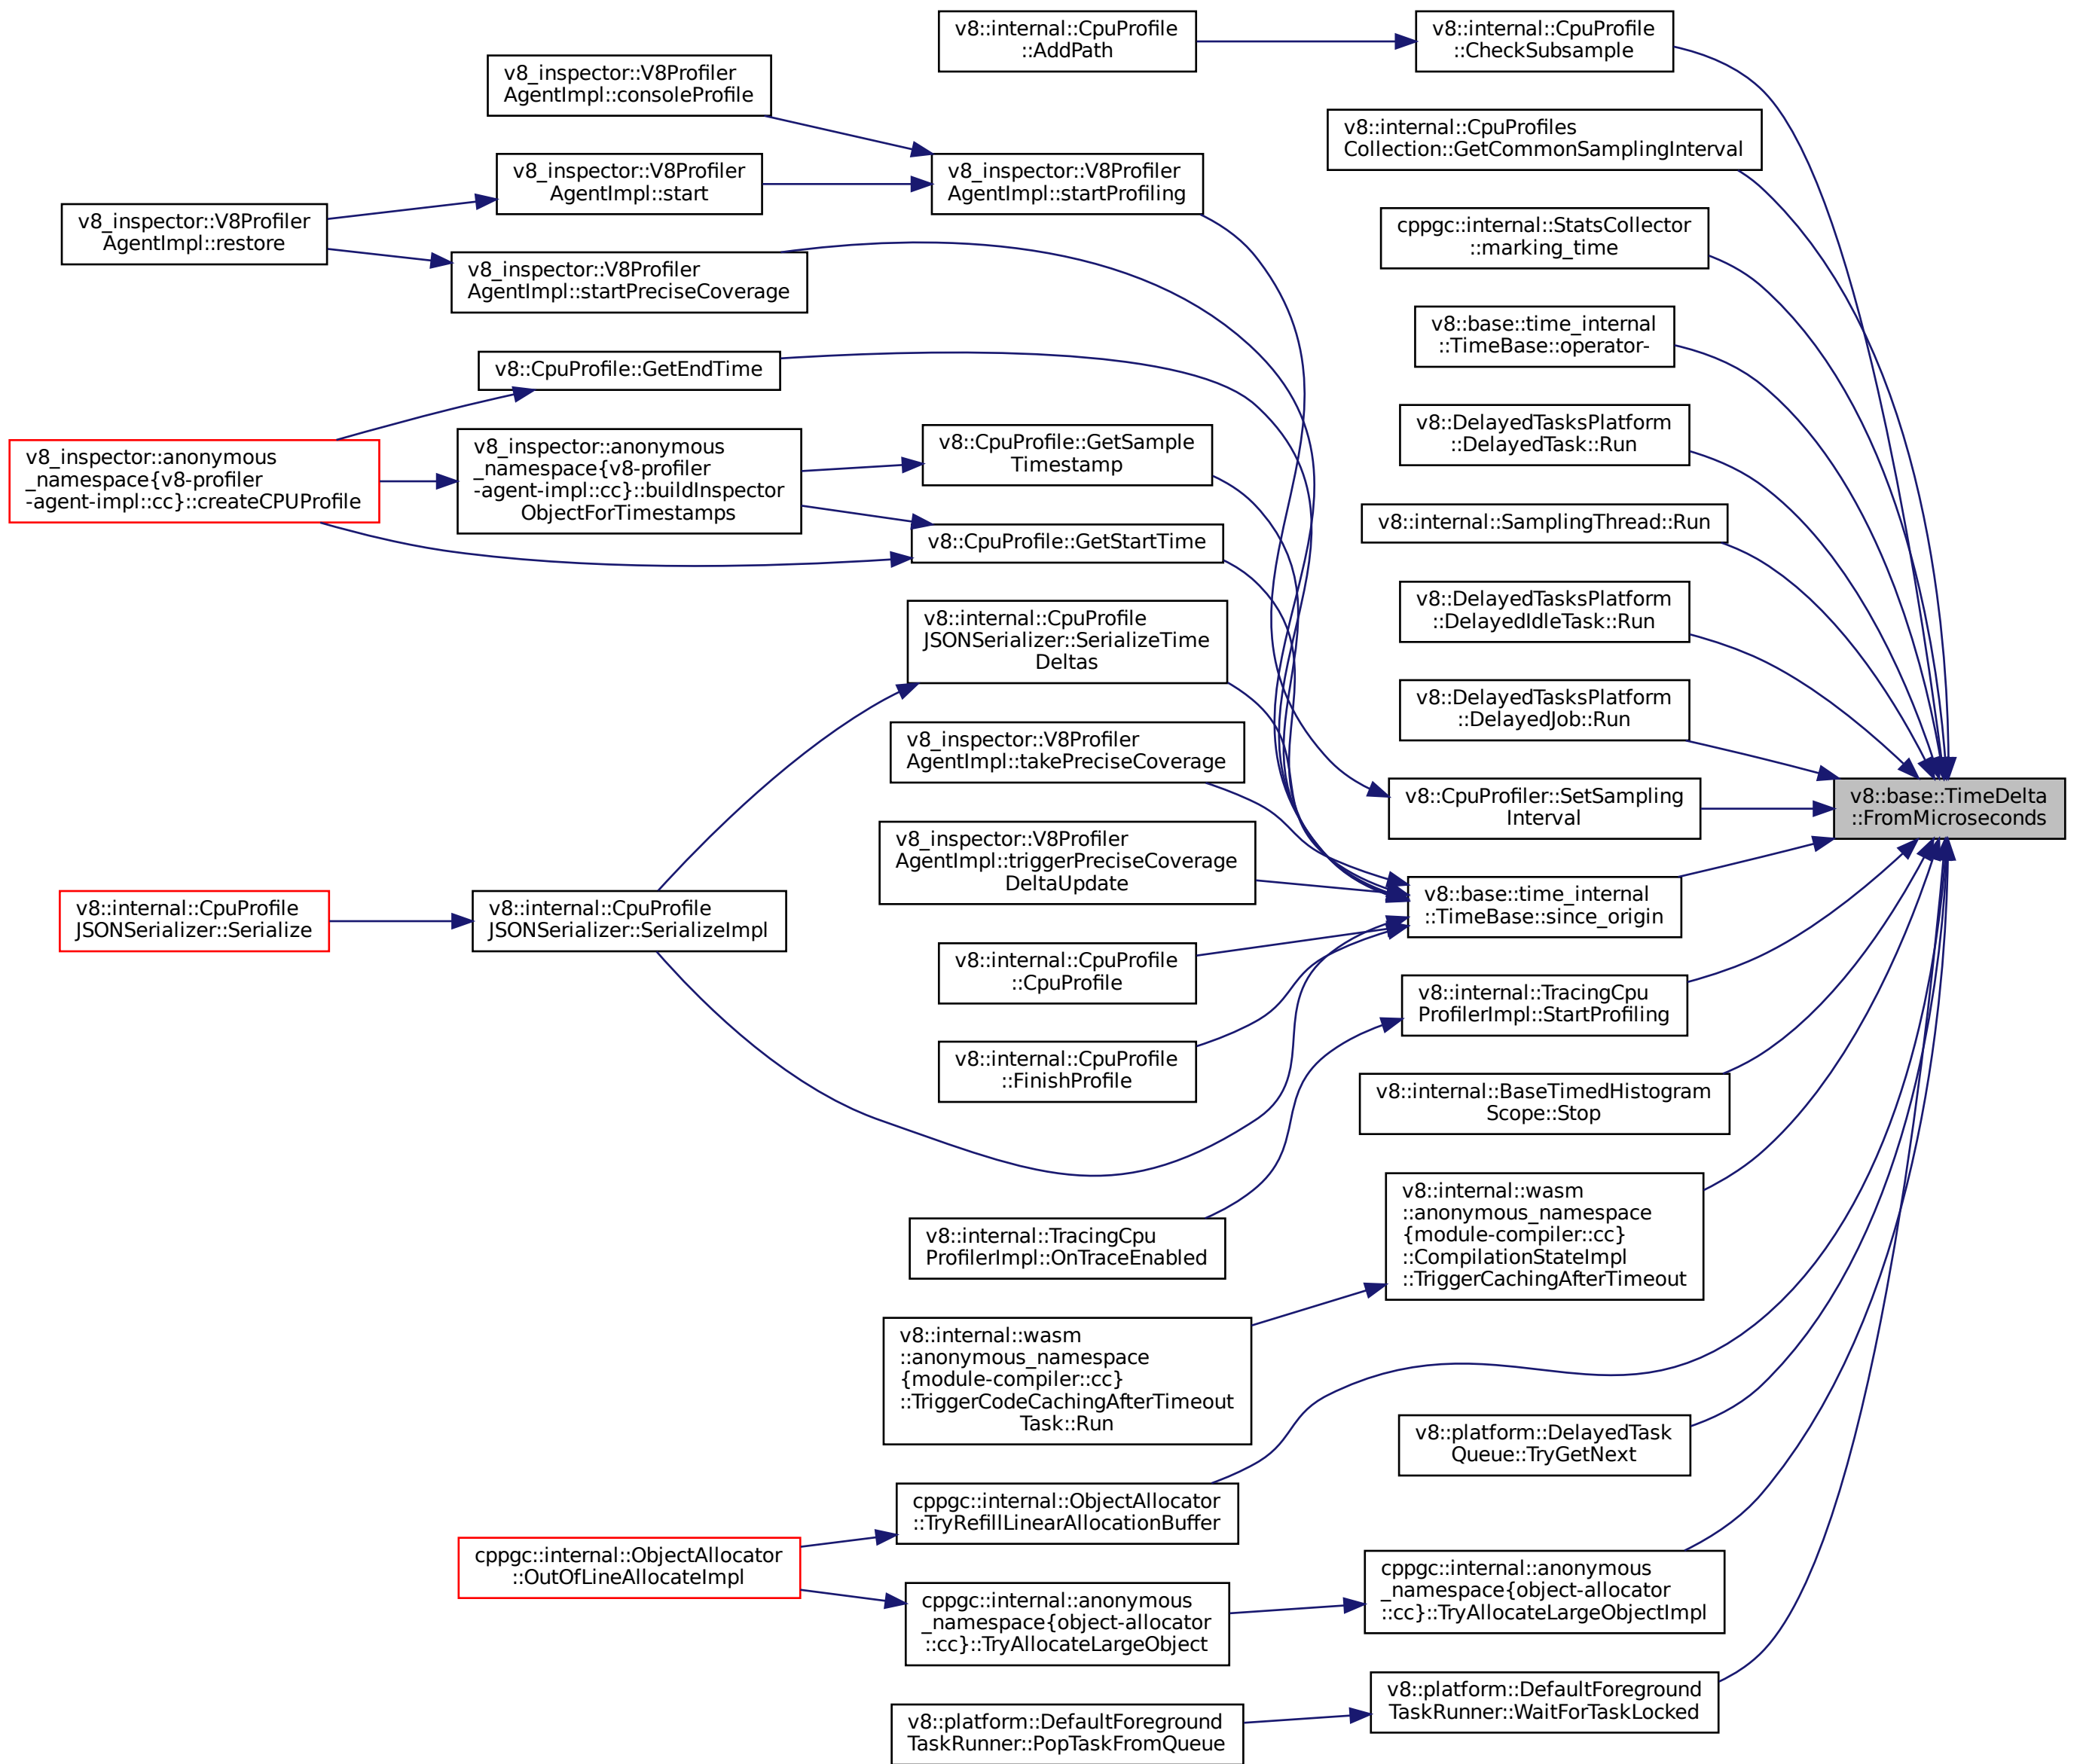 v8::internal::CpuProfile
::AddPath
v8::internal::CpuProfile
::CheckSubsample
v8_inspector::V8Profiler
AgentImpl::consoleProfile
v8::internal::CpuProfiles
Collection::GetCommonSamplingInterval
v8_inspector::V8Profiler
AgentImpl::start
v8_inspector::V8Profiler
AgentImpl::startProfiling
v8_inspector::V8Profiler
AgentImpl::restore
cppgc::internal::StatsCollector
::marking_time
v8_inspector::V8Profiler
AgentImpl::startPreciseCoverage
v8::base::time_internal
::TimeBase::operator-
v8::CpuProfile::GetEndTime
v8::DelayedTasksPlatform
::DelayedTask::Run
v8_inspector::anonymous
_namespace{v8-profiler
-agent-impl::cc}::createCPUProfile
v8_inspector::anonymous
_namespace{v8-profiler
-agent-impl::cc}::buildInspector
ObjectForTimestamps
v8::CpuProfile::GetSample
Timestamp
v8::internal::SamplingThread::Run
v8::CpuProfile::GetStartTime
v8::DelayedTasksPlatform
::DelayedIdleTask::Run
v8::internal::CpuProfile
JSONSerializer::SerializeTime
Deltas
v8::DelayedTasksPlatform
::DelayedJob::Run
v8_inspector::V8Profiler
AgentImpl::takePreciseCoverage
v8::CpuProfiler::SetSampling
Interval
v8::base::TimeDelta
::FromMicroseconds
v8_inspector::V8Profiler
AgentImpl::triggerPreciseCoverage
DeltaUpdate
v8::base::time_internal
::TimeBase::since_origin
v8::internal::CpuProfile
JSONSerializer::Serialize
v8::internal::CpuProfile
JSONSerializer::SerializeImpl
v8::internal::CpuProfile
::CpuProfile
v8::internal::TracingCpu
ProfilerImpl::StartProfiling
v8::internal::CpuProfile
::FinishProfile
v8::internal::BaseTimedHistogram
Scope::Stop
v8::internal::TracingCpu
ProfilerImpl::OnTraceEnabled
v8::internal::wasm
::anonymous_namespace
{module-compiler::cc}
::CompilationStateImpl
::TriggerCachingAfterTimeout
v8::internal::wasm
::anonymous_namespace
{module-compiler::cc}
::TriggerCodeCachingAfterTimeout
Task::Run
v8::platform::DelayedTask
Queue::TryGetNext
cppgc::internal::ObjectAllocator
::TryRefillLinearAllocationBuffer
cppgc::internal::ObjectAllocator
::OutOfLineAllocateImpl
cppgc::internal::anonymous
_namespace{object-allocator
::cc}::TryAllocateLargeObject
cppgc::internal::anonymous
_namespace{object-allocator
::cc}::TryAllocateLargeObjectImpl
v8::platform::DefaultForeground
TaskRunner::PopTaskFromQueue
v8::platform::DefaultForeground
TaskRunner::WaitForTaskLocked